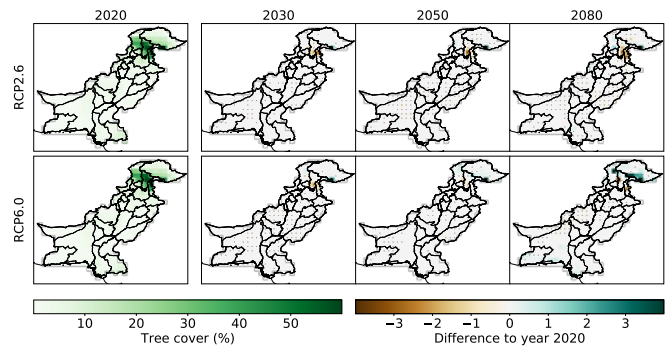 2020 2030 2050 2080
RCP2.6
RCP6.0
10 20 30 40 50 −3 −2 −1 0 1 2 3
Tree cover (%) Difference to year 2020